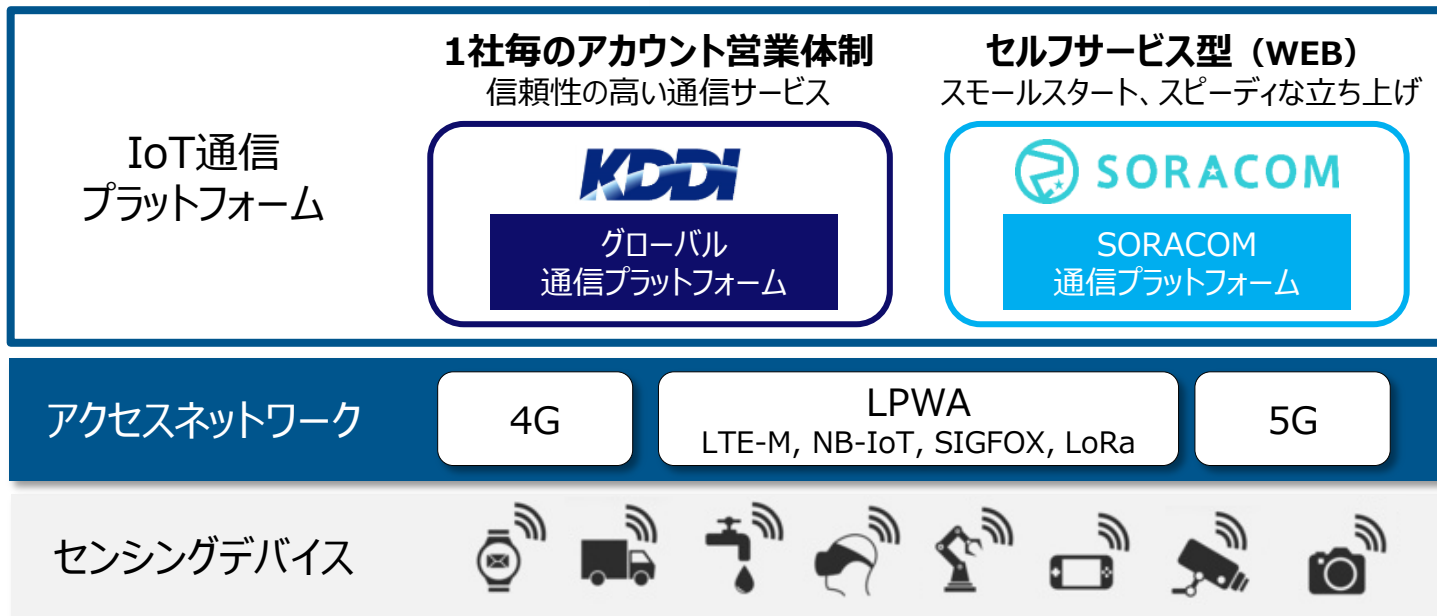 1社毎のアカウント営業体制
信頼性の高い通信サービス
セルフサービス型（WEB）
スモールスタート、スピーディな立ち上げ
IoT通信
プラットフォーム
KDDI
グローバル
通信プラットフォーム
SORACOM
SORACOM
通信プラットフォーム
アクセスネットワーク
4G
LPWA
LTE-M, NB-IoT, SIGFOX, LoRa
5G
センシングデバイス